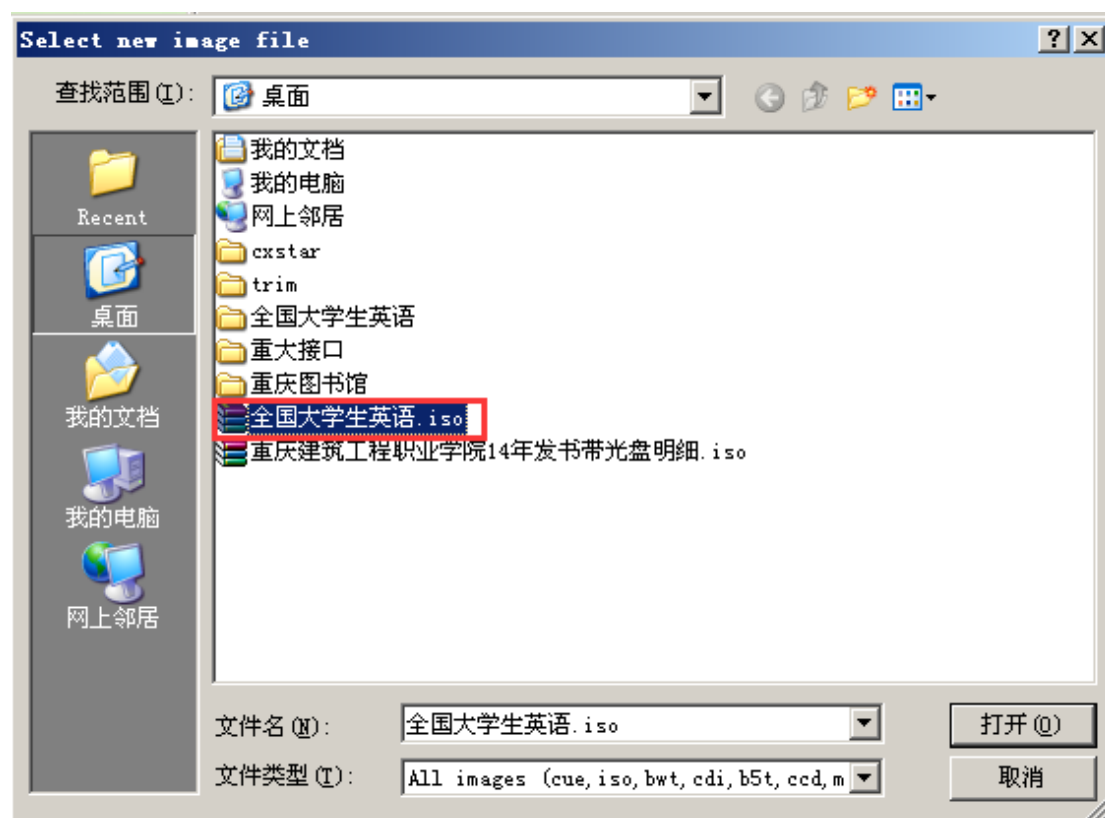 Select new image file
查找范围(I):
桌面
Recent
桌面
我的文档
我的电脑
网上邻居
我的文档
我的电脑
网上邻居
cxstar
trim
全国大学生英语
重大接口
重庆图书馆
全国大学生英语.iso
重庆建筑工程职业学院14年发书带光盘明细.iso
文件名(N):
全国大学生英语.iso
打开(O)
文件类型(T):
All images (cue,iso,bwt,cdi,b5t,ccd,m
取消